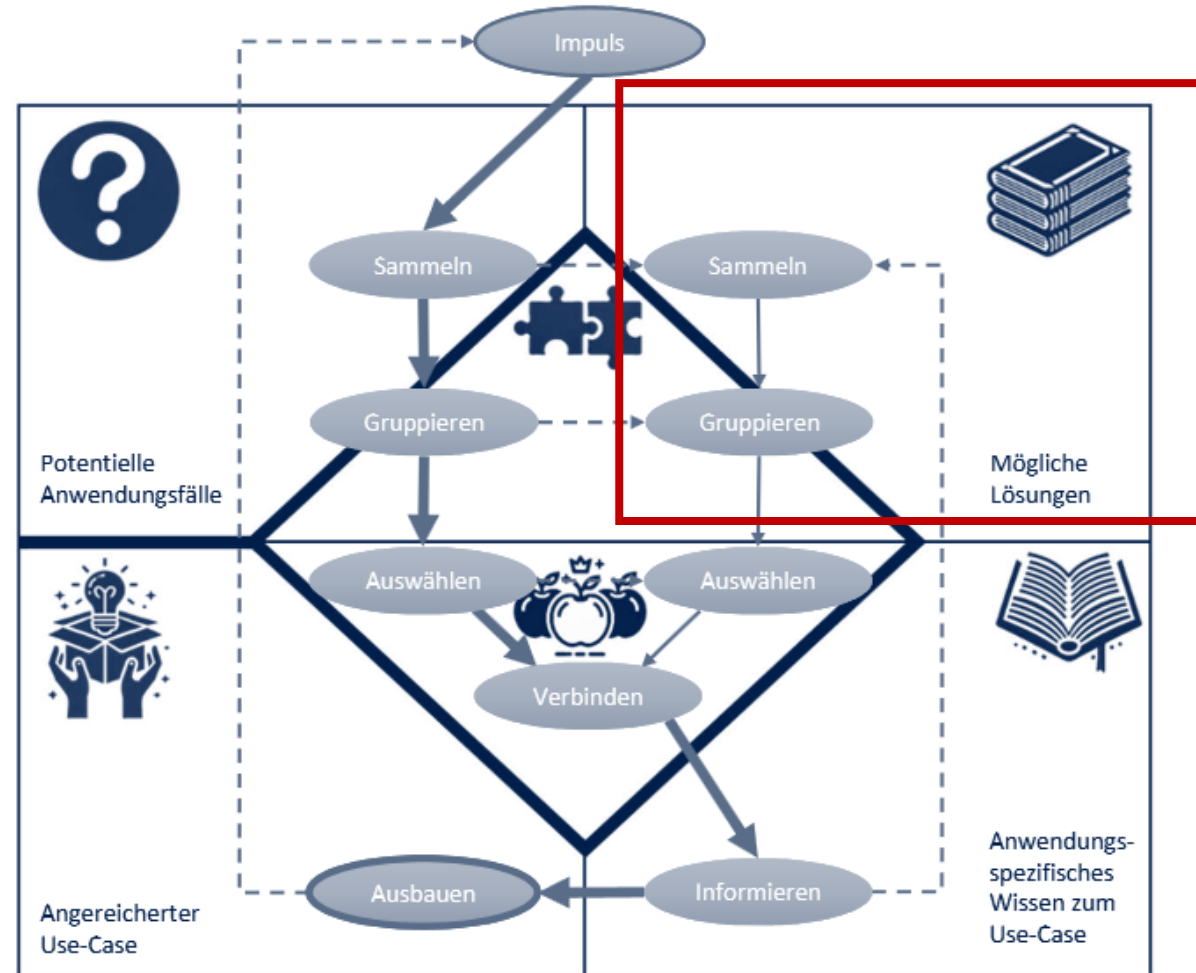 Impuls
Sammeln
Sammeln
Gruppieren
Gruppieren
Potentielle
Anwendungsfälle
Mögliche
Lösungen
Auswählen
Auswählen
Verbinden
Ausbauen
Informieren
Angereicherter
Use-Case
Anwendungs-
spezifisches
Wissen zum
Use-Case